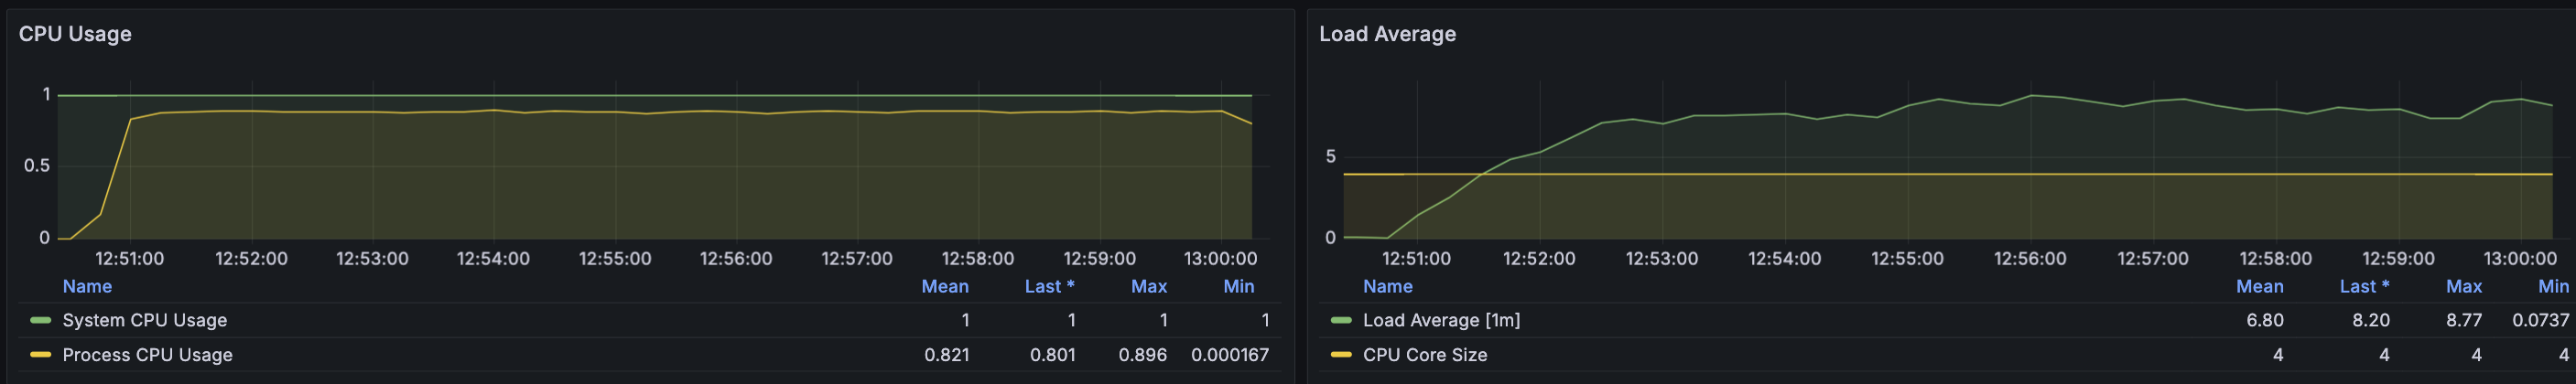 CPU Usage
1
0.5
0
12:51:00 12:52:00 12:53:00 12:54:00 12:55:00 12:56:00 12:57:00 12:58:00 12:59:00 13:00:00
Name Mean Last * Max Min
System CPU Usage 1 1 1 1
Process CPU Usage 0.821 0.801 0.896 0.000167
Load Average
5
0
12:51:00 12:52:00 12:53:00 12:54:00 12:55:00 12:56:00 12:57:00 12:58:00 12:59:00 13:00:00
Name Mean Last * Max Min
Load Average [1m] 6.80 8.20 8.77 0.0737
CPU Core Size 4 4 4 4